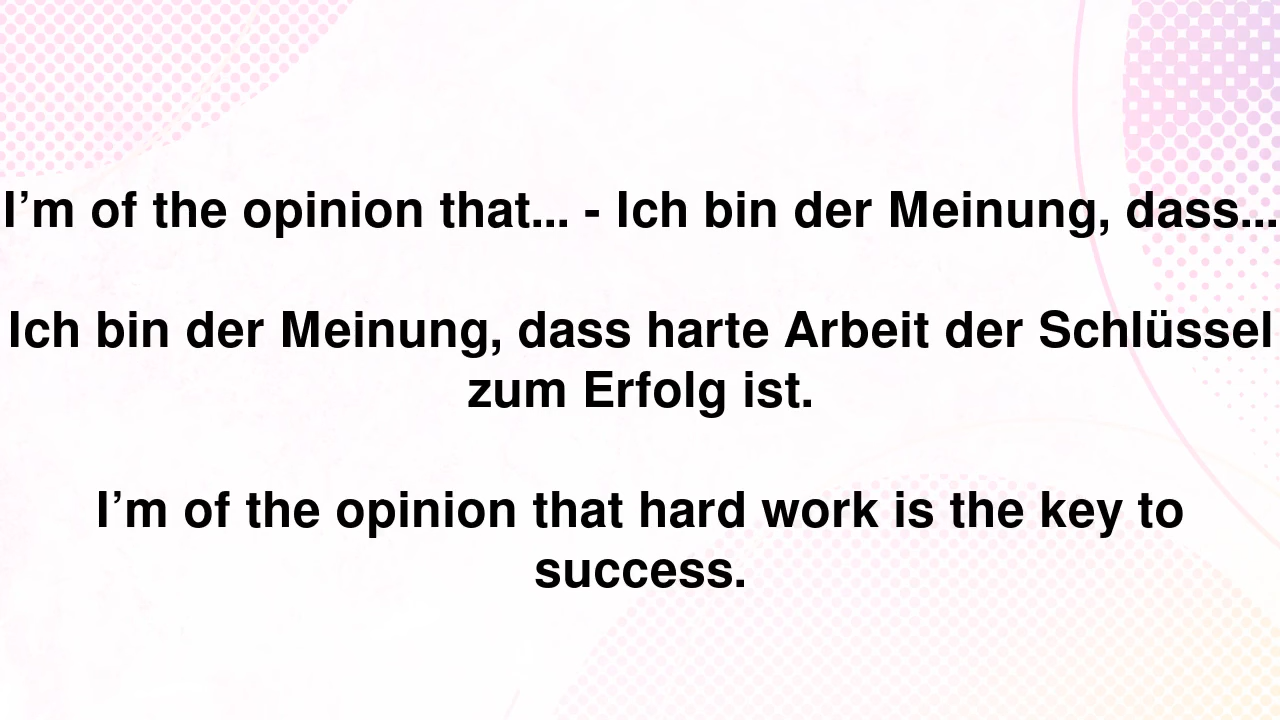 I’m of the opinion that... - Ich bin der Meinung, dass...
Ich bin der Meinung, dass harte Arbeit der Schlüssel
zum Erfolg ist.
I’m of the opinion that hard work is the key to
success.